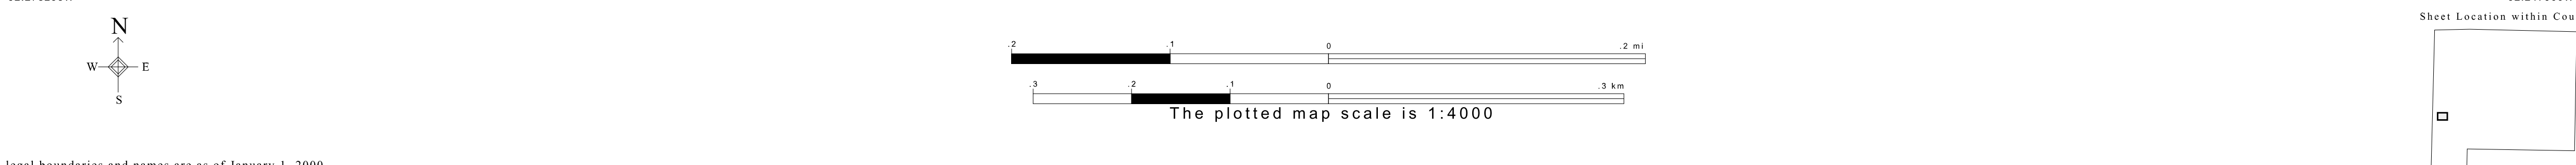 Sheet Location within Cou
N
W E
S
.2 .1 0 .2 mi
.3 .2 .1 0 .3 km
The plotted map scale is 1:4000
legal boundaries and names are as of January 1, 2000